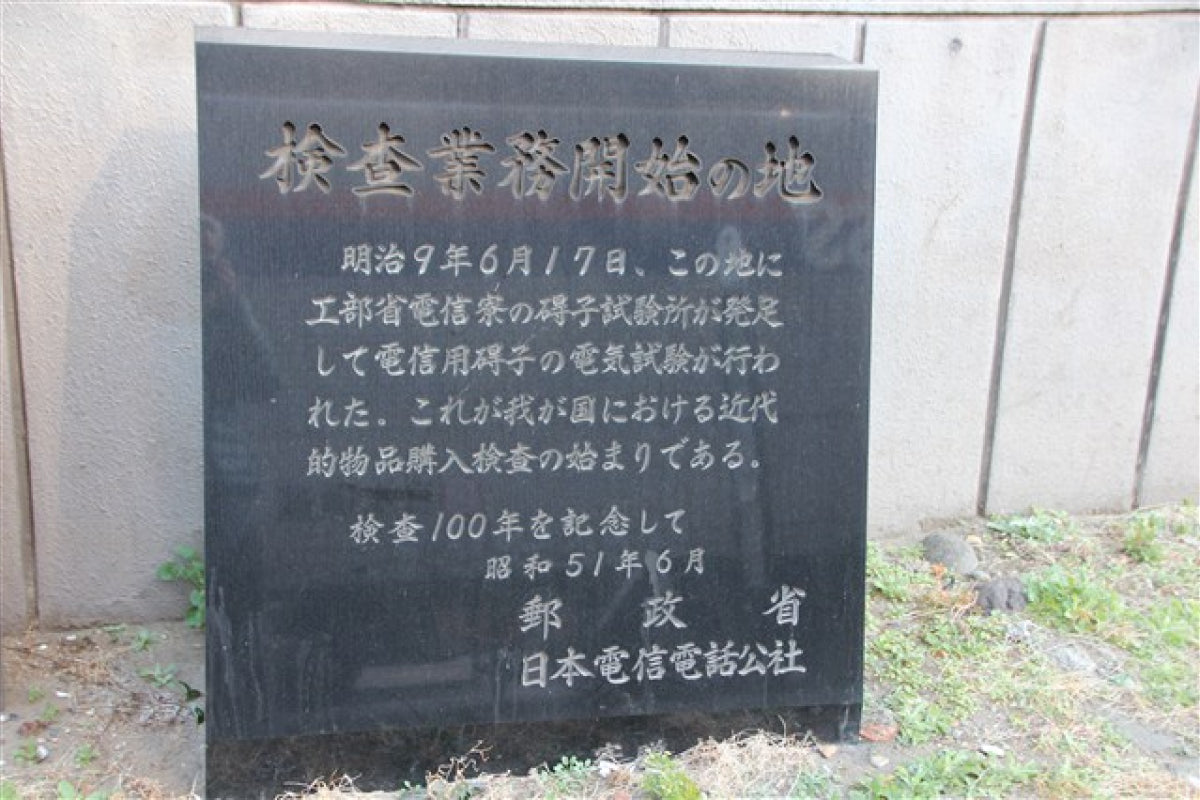 検査業務開始の地
明治9年6月17日、この地に
工部省電信寮の碍子試験所が発足
して電信用碍子の電気試験が行わ
れた。これが我が国における近代
的物品購入検査の始まりである。
検査100年を記念して
昭和51年6月
郵政省
日本電信電話公社